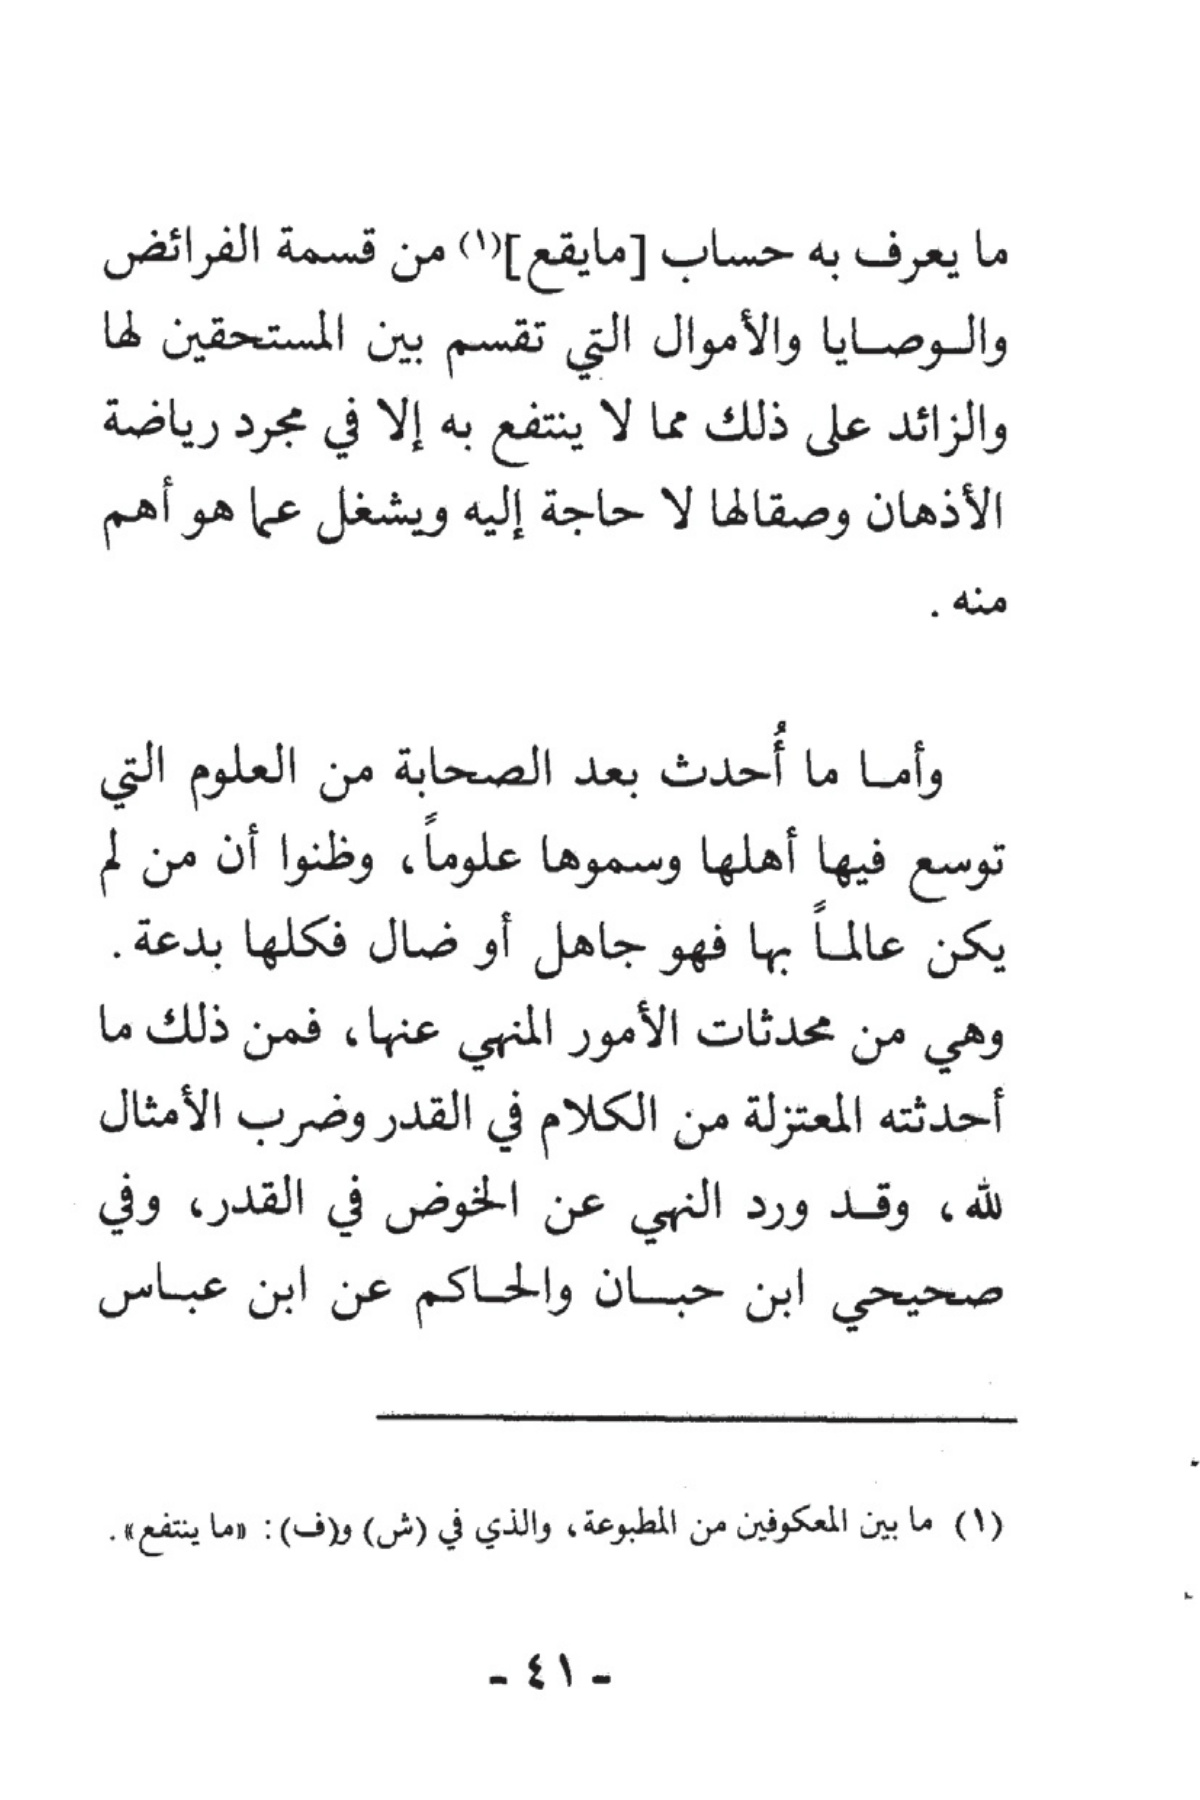 ما يعرف به حساب [مايقع](١) من قسمة الفرائض
والوصايا والأموال التي تقسم بين المستحقين لها
والزائد على ذلك مما لا ينتفع به إلا في مجرد رياضة
الأذهان وصقالها لا حاجة إليه ويشغل عما هو أهم
منه .
وأما ما أُحدث بعد الصحابة من العلوم التي
توسع فيها أهلها وسموها علوماً، وظنوا أن من لم
يكن عالماً بها فهو جاهل أو ضال فكلها بدعة .
وهي من محدثات الأمور المنهي عنها، فمن ذلك ما
أحدثته المعتزلة من الكلام في القدر وضرب الأمثال
لله، وقد ورد النهي عن الخوض في القدر، وفي
صحيحي ابن حبان والحاكم عن ابن عباس
(١) ما بين المعكوفين من المطبوعة، والذي في (ش) و(ف): «ما ينتفع».
- ٤١ -